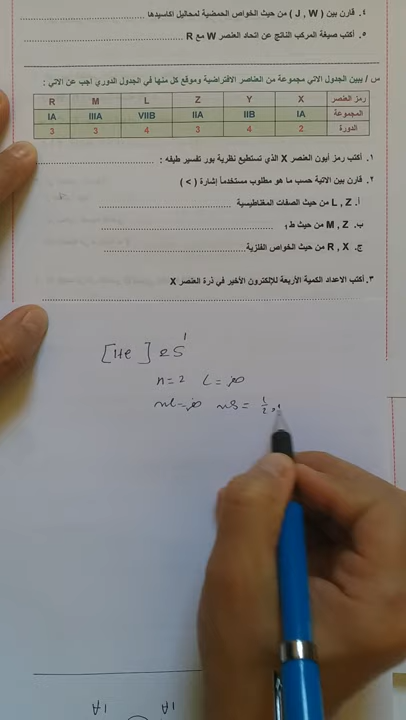 ٤. قارن بين ( J , W ) من حيث الخواص الحمضية لمحاليل اكاسيدها
٥. أكتب صيغة المركب الناتج عن اتحاد العنصر W مع R
س / يبين الجدول الاتي مجموعة من العناصر الافتراضية وموقع كل منها في الجدول الدوري اجب عن الاتي :
رمز العنصر X Y Z L M R
المجموعة IA IIB IIA VIIB IIIA IA
الدورة 2 4 3 4 3 3
١. أكتب رمز أيون العنصر X الذي تستطيع نظرية بور تفسير طيفه :
٢. قارن بين الاتية حسب ما هو مطلوب مستخدماً إشارة ( > )
أ. L , Z من حيث الصفات المغناطيسية
ب. M , Z من حيث ط١
ج. R , X من حيث الخواص الفلزية
٣. أكتب الاعداد الكمية الأربعة للإلكترون الأخير في ذرة العنصر X
[He] 2S¹
n=2 L=
ml= ms= 1/2
IA IA